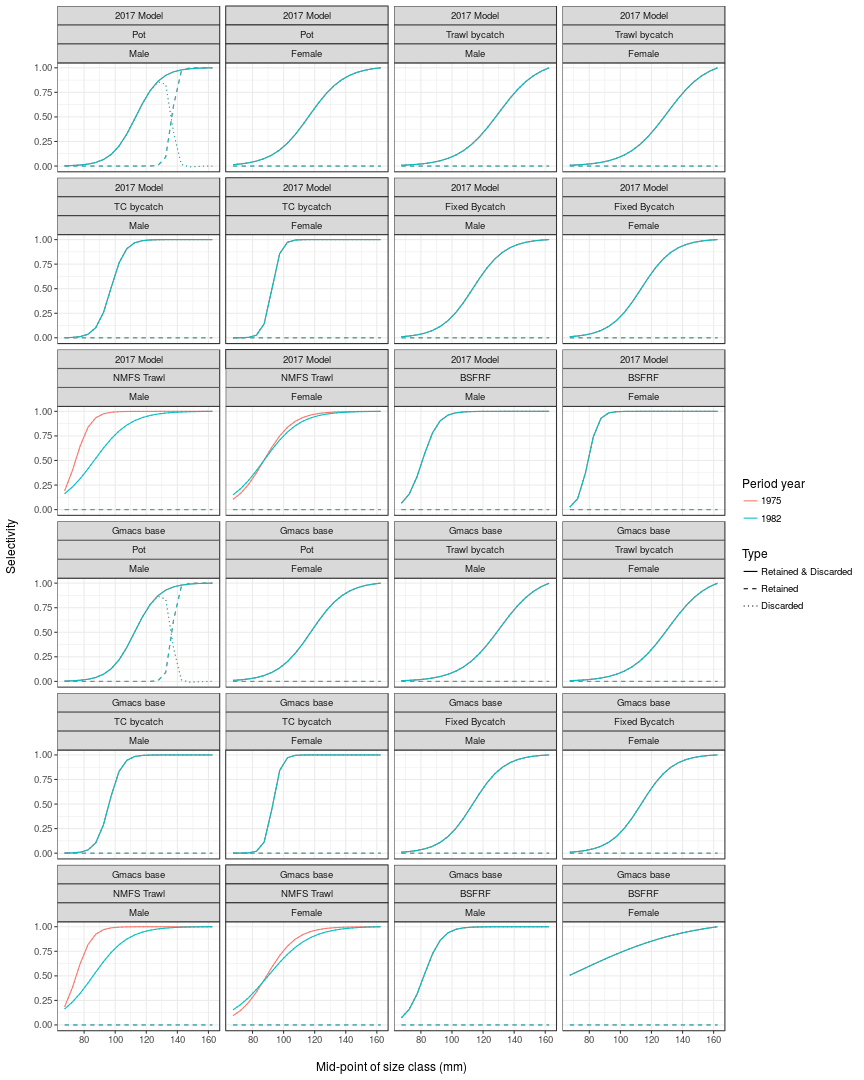 2017 Model 2017 Model 2017 Model 2017 Model
Pot Pot Trawl bycatch Trawl bycatch
Male Female Male Female
1.00
0.75
0.50
0.25
0.00
2017 Model 2017 Model 2017 Model 2017 Model
TC bycatch TC bycatch Fixed Bycatch Fixed Bycatch
Male Female Male Female
1.00
0.75
0.50
0.25
0.00
2017 Model 2017 Model 2017 Model 2017 Model
NMFS Trawl NMFS Trawl BSFRF BSFRF
Male Female Male Female
1.00
0.75
0.50
0.25
0.00
Gmacs base Gmacs base Gmacs base Gmacs base
Pot Pot Trawl bycatch Trawl bycatch
Male Female Male Female
1.00
0.75
0.50
0.25
0.00
Gmacs base Gmacs base Gmacs base Gmacs base
TC bycatch TC bycatch Fixed Bycatch Fixed Bycatch
Male Female Male Female
1.00
0.75
0.50
0.25
0.00
Gmacs base Gmacs base Gmacs base Gmacs base
NMFS Trawl NMFS Trawl BSFRF BSFRF
Male Female Male Female
1.00
0.75
0.50
0.25
0.00
80 100 120 140 160 80 100 120 140 160 80 100 120 140 160 80 100 120 140 160
Mid-point of size class (mm)
Selectivity
Period year
1975
1982
Type
Retained & Discarded
Retained
Discarded